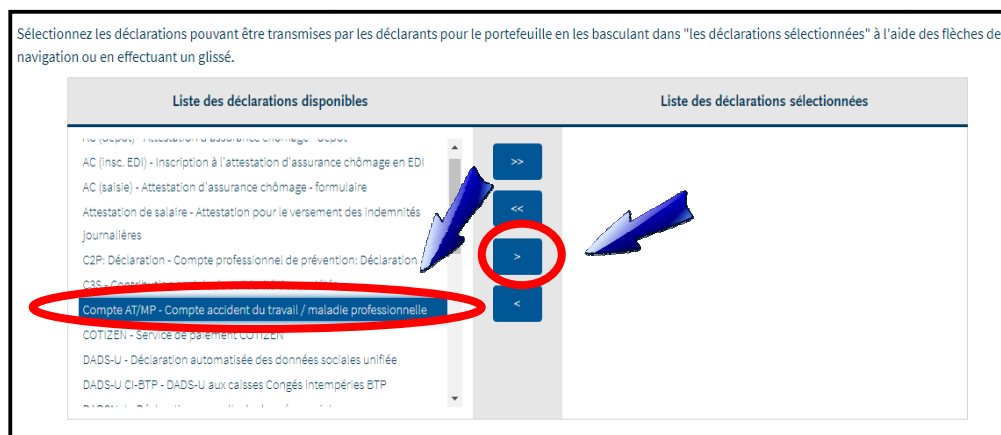 Sélectionnez les déclarations pouvant être transmises par les déclarants pour le portefeuille en les basculant dans "les déclarations sélectionnées" à l'aide des flèches de
navigation ou en effectuant un glissé.
Liste des déclarations disponibles
Liste des déclarations sélectionnées
AC (insc. EDI) - Inscription à l'attestation d'assurance chômage en EDI
AC (saisie) - Attestation d'assurance chômage - formulaire
Attestation de salaire - Attestation pour le versement des indemnités
journalières
C2P: Déclaration - Compte professionnel de prévention: Déclaration
C3S -
Compte AT/MP - Compte accident du travail / maladie professionnelle
COTIZEN - Service de paiement COTIZEN
DADS-U - Déclaration automatisée des données sociales unifiée
DADS-U CI-BTP - DADS-U aux caisses Congés intempéries BTP
>>
<<
>
<